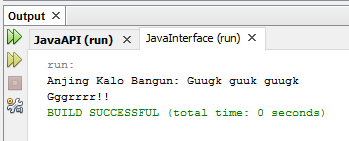 Output
JavaAPI (run) JavaInterface (run)
run:
Anjing Kalo Bangun: Guugk guuk guugk
Gggrrrr!!
BUILD SUCCESSFUL (total time: 0 seconds)